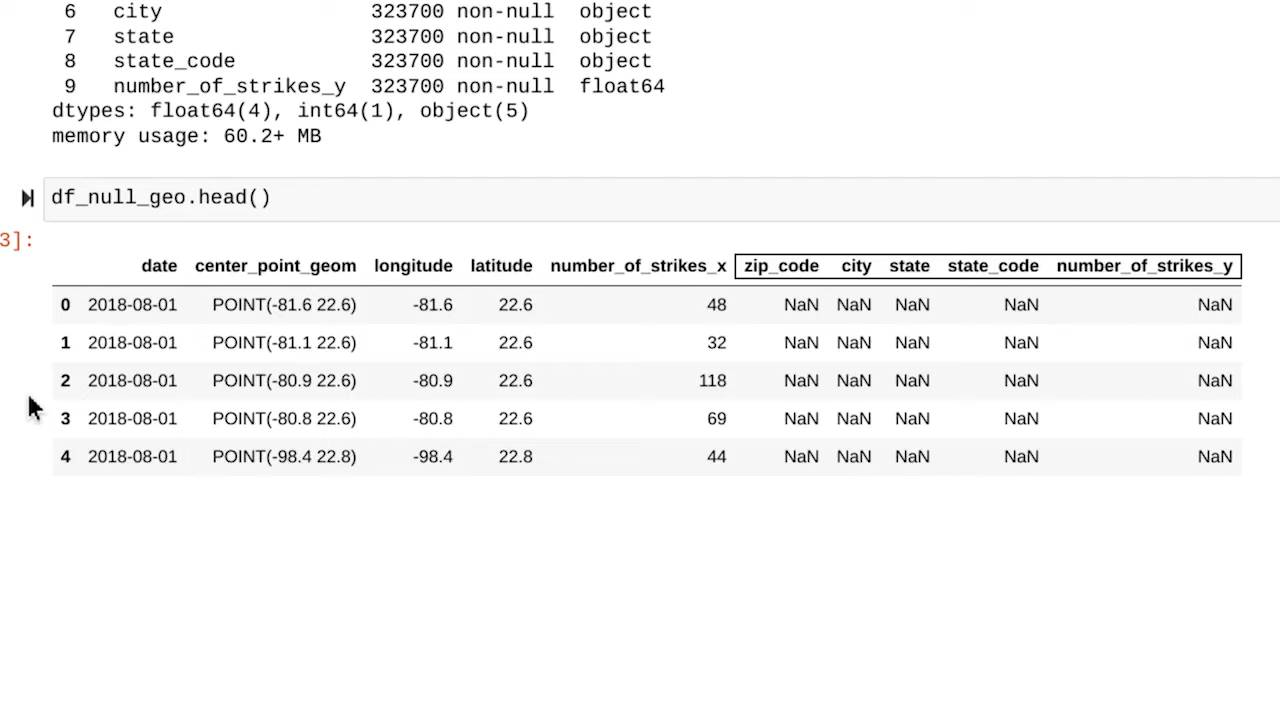 6 city 323700 non-null object
7 state 323700 non-null object
8 state_code 323700 non-null object
9 number_of_strikes_y 323700 non-null float64
dtypes: float64(4), int64(1), object(5)
memory usage: 60.2+ MB
df_null_geo.head()
3]:
date center_point_geom longitude latitude number_of_strikes_x zip_code city state state_code number_of_strikes_y
0 2018-08-01 POINT(-81.6 22.6) -81.6 22.6 48 NaN NaN NaN NaN NaN
1 2018-08-01 POINT(-81.1 22.6) -81.1 22.6 32 NaN NaN NaN NaN NaN
2 2018-08-01 POINT(-80.9 22.6) -80.9 22.6 118 NaN NaN NaN NaN NaN
3 2018-08-01 POINT(-80.8 22.6) -80.8 22.6 69 NaN NaN NaN NaN NaN
4 2018-08-01 POINT(-98.4 22.8) -98.4 22.8 44 NaN NaN NaN NaN NaN